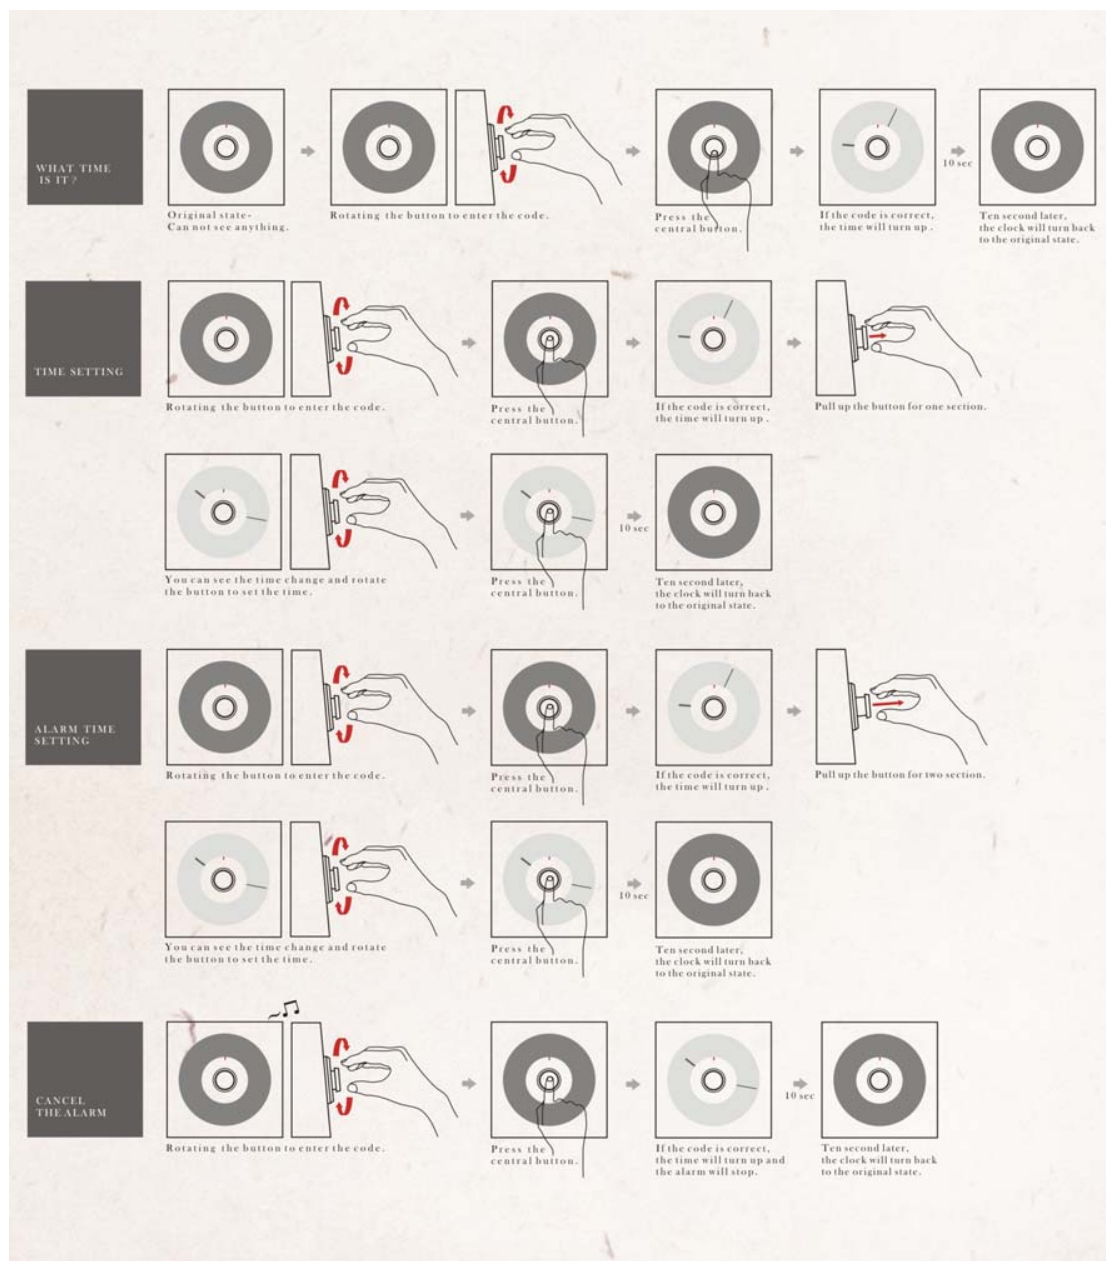 WHAT TIME
IS IT?
Original state-
Can not see anything.
Rotating the button to enter the code.
Press the
central button.
If the code is correct,
the time will turn up .
10 sec
Ten second later,
the clock will turn back
to the original state.
TIME SETTING
Rotating the button to enter the code.
Press the
central button.
If the code is correct,
the time will turn up .
Pull up the button for one section.
You can see the time change and rotate
the button to set the time.
Press the
central button.
10 sec
Ten second later,
the clock will turn back
to the original state.
ALARM TIME
SETTING
Rotating the button to enter the code.
Press the
central button.
If the code is correct,
the time will turn up .
Pull up the button for two section.
You can see the time change and rotate
the button to set the time.
Press the
central button.
10 sec
Ten second later,
the clock will turn back
to the original state.
CANCEL
THE ALARM
Rotating the button to enter the code.
Press the
central button.
If the code is correct,
the time will turn up and
the alarm will stop.
10 sec
Ten second later,
the clock will turn back
to the original state.